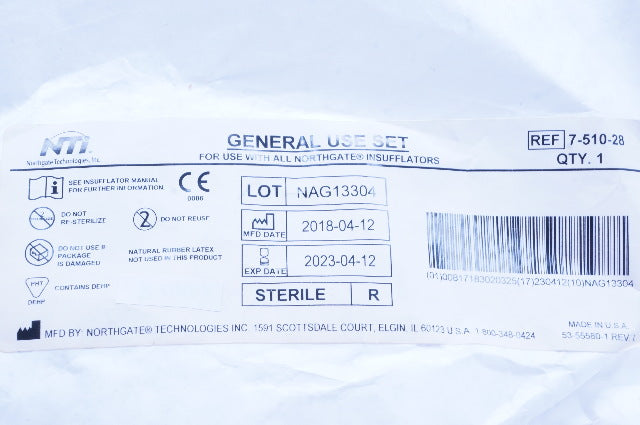 NTI
Northgate Technologies, Inc.
GENERAL USE SET
FOR USE WITH ALL NORTHGATE® INSUFFLATORS
REF 7-510-28
QTY. 1
SEE INSUFFLATOR MANUAL
FOR FURTHER INFORMATION.
CE
0086
DO NOT
RE-STERILIZE
2
DO NOT REUSE
DO NOT USE IF
PACKAGE
IS DAMAGED
NATURAL RUBBER LATEX
NOT USED IN THIS PRODUCT
PHT
DEHP
CONTAINS DEHP
LOT NAG13304
MFD DATE 2018-04-12
EXP DATE 2023-04-12
STERILE R
(01)30817183020325(17)230412(10)NAG13304
MFD BY: NORTHGATE® TECHNOLOGIES INC. 1591 SCOTTSDALE COURT, ELGIN, IL 60123 U.S.A. 1-800-348-0424
MADE IN U.S.A.
53-55580-1 REV.